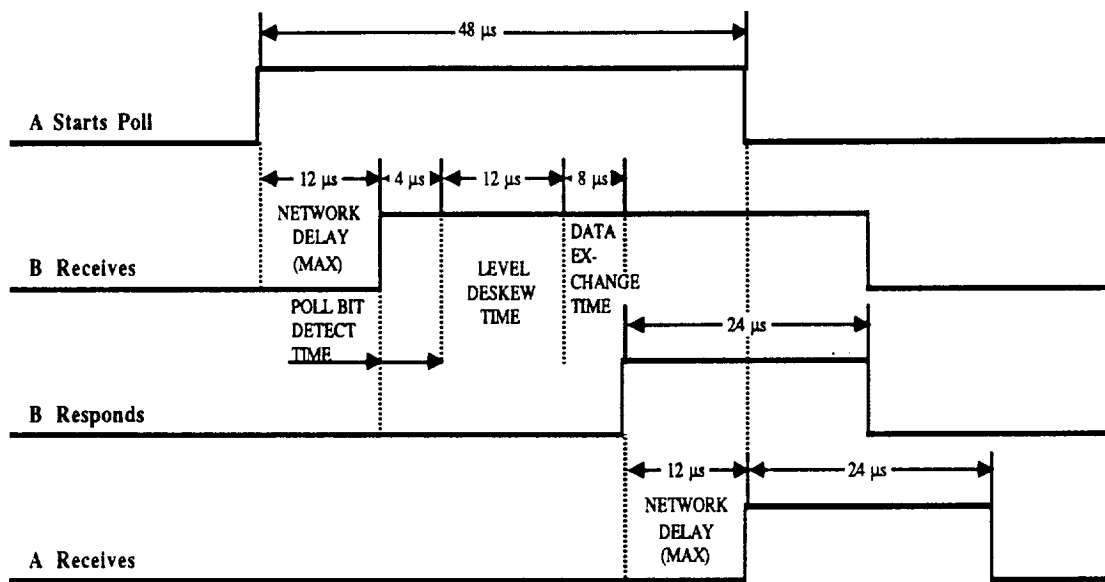 48 μs
A Starts Poll
12 μs
4 μs
12 μs
8 μs
NETWORK
DELAY
(MAX)
DATA
EX-
CHANGE
TIME
B Receives
LEVEL
DESKEW
TIME
POLL BIT
DETECT
TIME
24 μs
B Responds
12 μs
24 μs
NETWORK
DELAY
(MAX)
A Receives